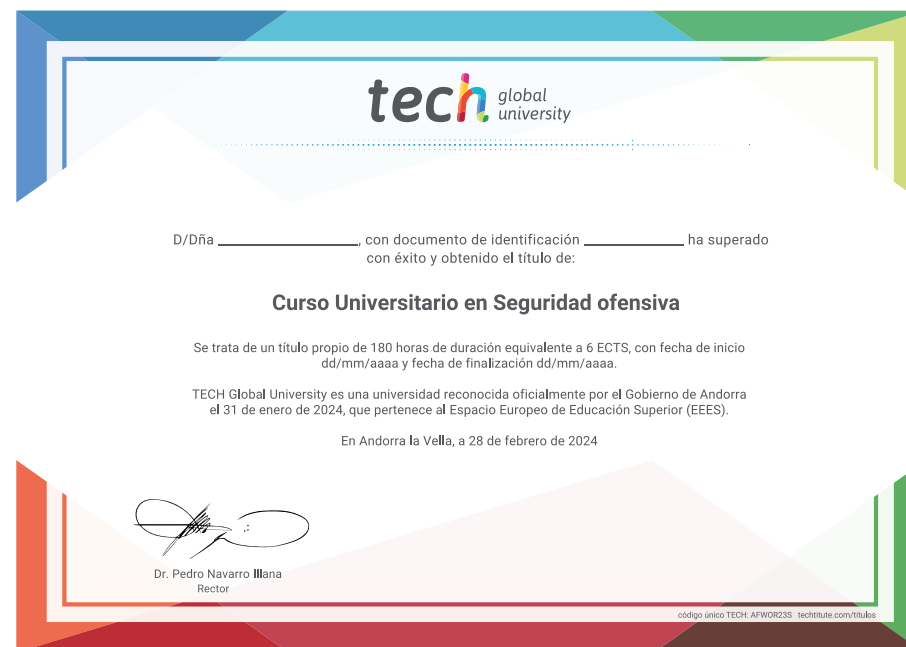 tech global university
D/Dña ____________________, con documento de identificación ______________ ha superado
con éxito y obtenido el título de:
Curso Universitario en Seguridad ofensiva
Se trata de un título propio de 180 horas de duración equivalente a 6 ECTS, con fecha de inicio
dd/mm/aaaa y fecha de finalización dd/mm/aaaa.
TECH Global University es una universidad reconocida oficialmente por el Gobierno de Andorra
el 31 de enero de 2024, que pertenece al Espacio Europeo de Educación Superior (EEES).
En Andorra la Vella, a 28 de febrero de 2024
Dr. Pedro Navarro Illana
Rector
código único TECH: AFWOR23S techtitute.com/titulos